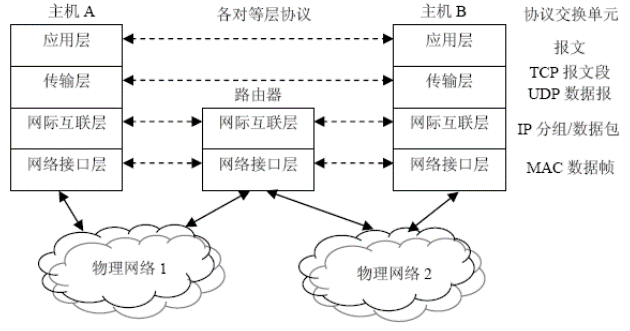 主机 A 各对等层协议 主机 B 协议交换单元
应用层 应用层 报文
传输层 传输层 TCP 报文段
UDP 数据报
路由器
网际互联层 网际互联层 网际互联层 IP 分组/数据包
网络接口层 网络接口层 网络接口层 MAC 数据帧
物理网络 1 物理网络 2